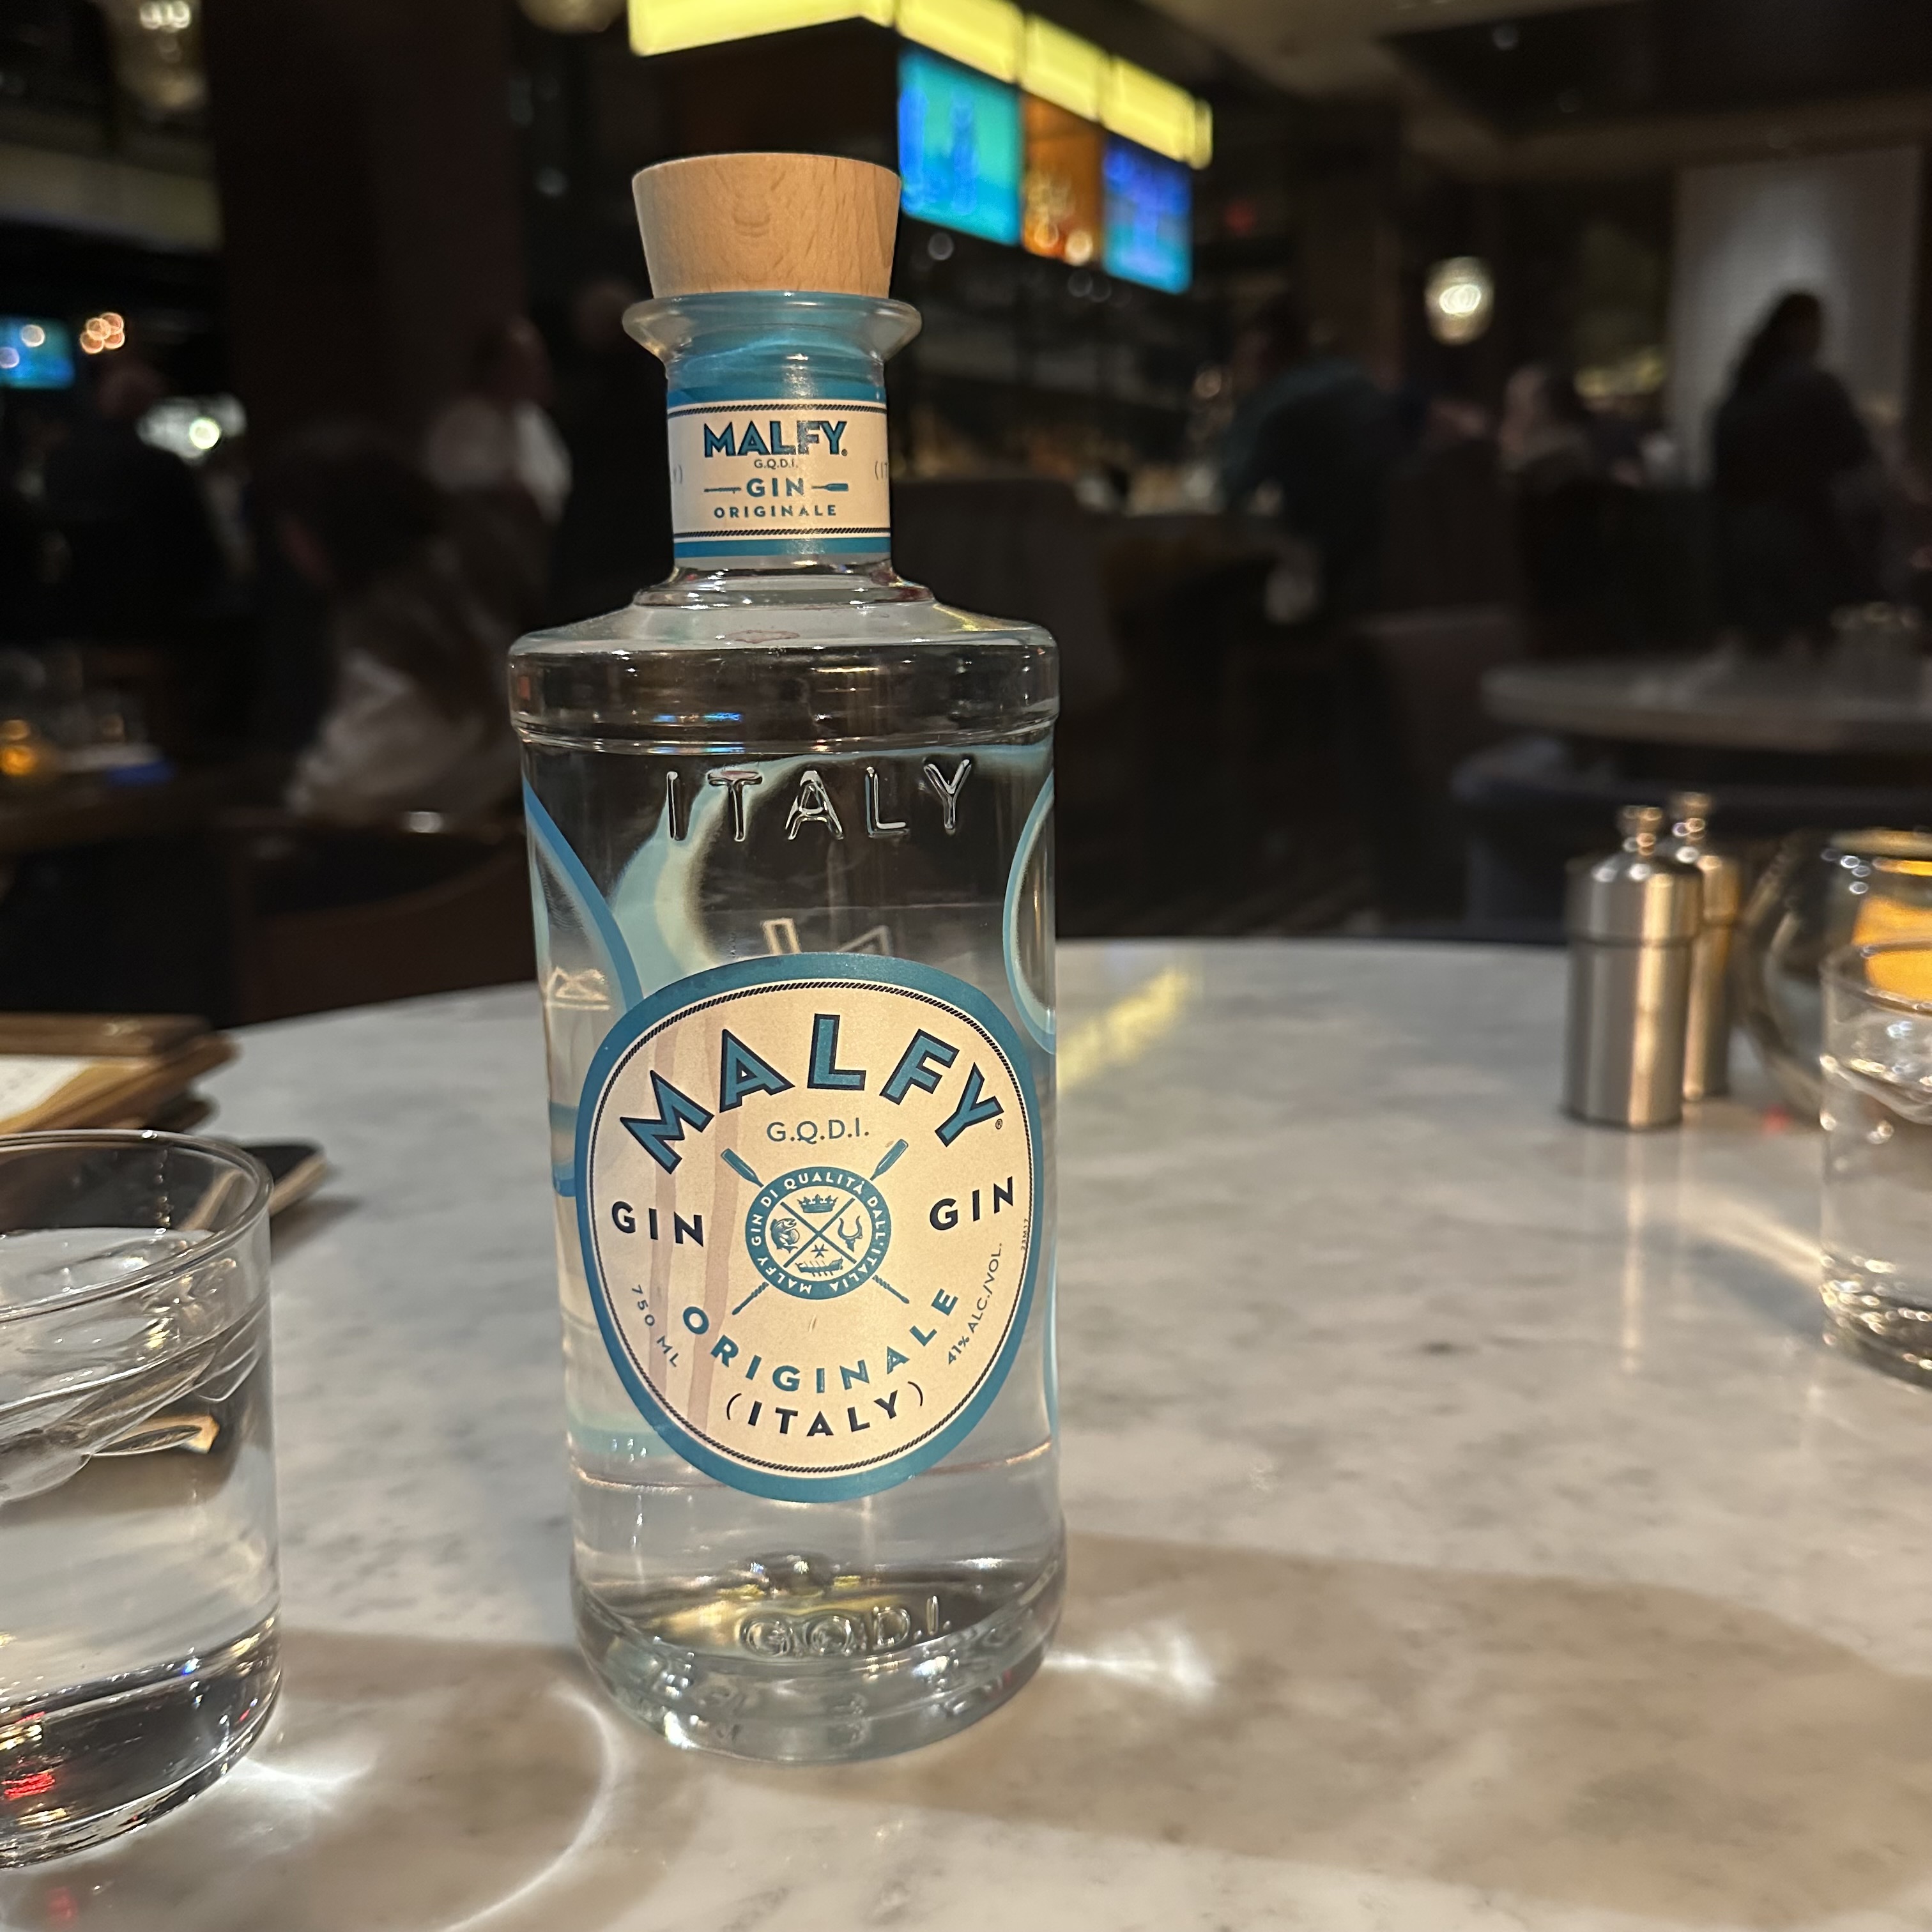 MALFY®
G.Q.D.I.
GIN
ORIGINALE
ITALY
MALFY®
G.Q.D.I.
GIN GIN
MALFY GIN DI QUALITÀ DALL'ITALIA
750 ML
41% ALC./VOL.
ORIGINALE
(ITALY)
G.Q.D.I.